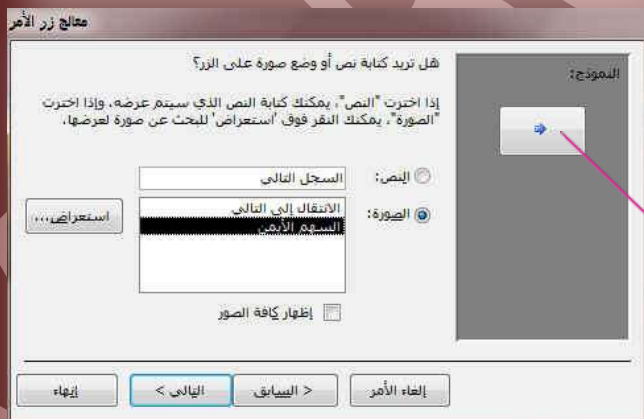 معالج زر الأمر
هل تريد كتابة نص أو وضع صورة على الزر؟
إذا اخترت "النص"، يمكنك كتابة النص الذي سيتم عرضه، وإذا اخترت
"الصورة"، يمكنك النقر فوق 'استعراض' للبحث عن صورة لعرضها.
النموذج:
النص:
السجل التالي
الصورة:
الانتقال إلى التالي
السهم الأيمن
استعراض...
إظهار كافة الصور
إلغاء الأمر
< السابق
التالي >
إنهاء